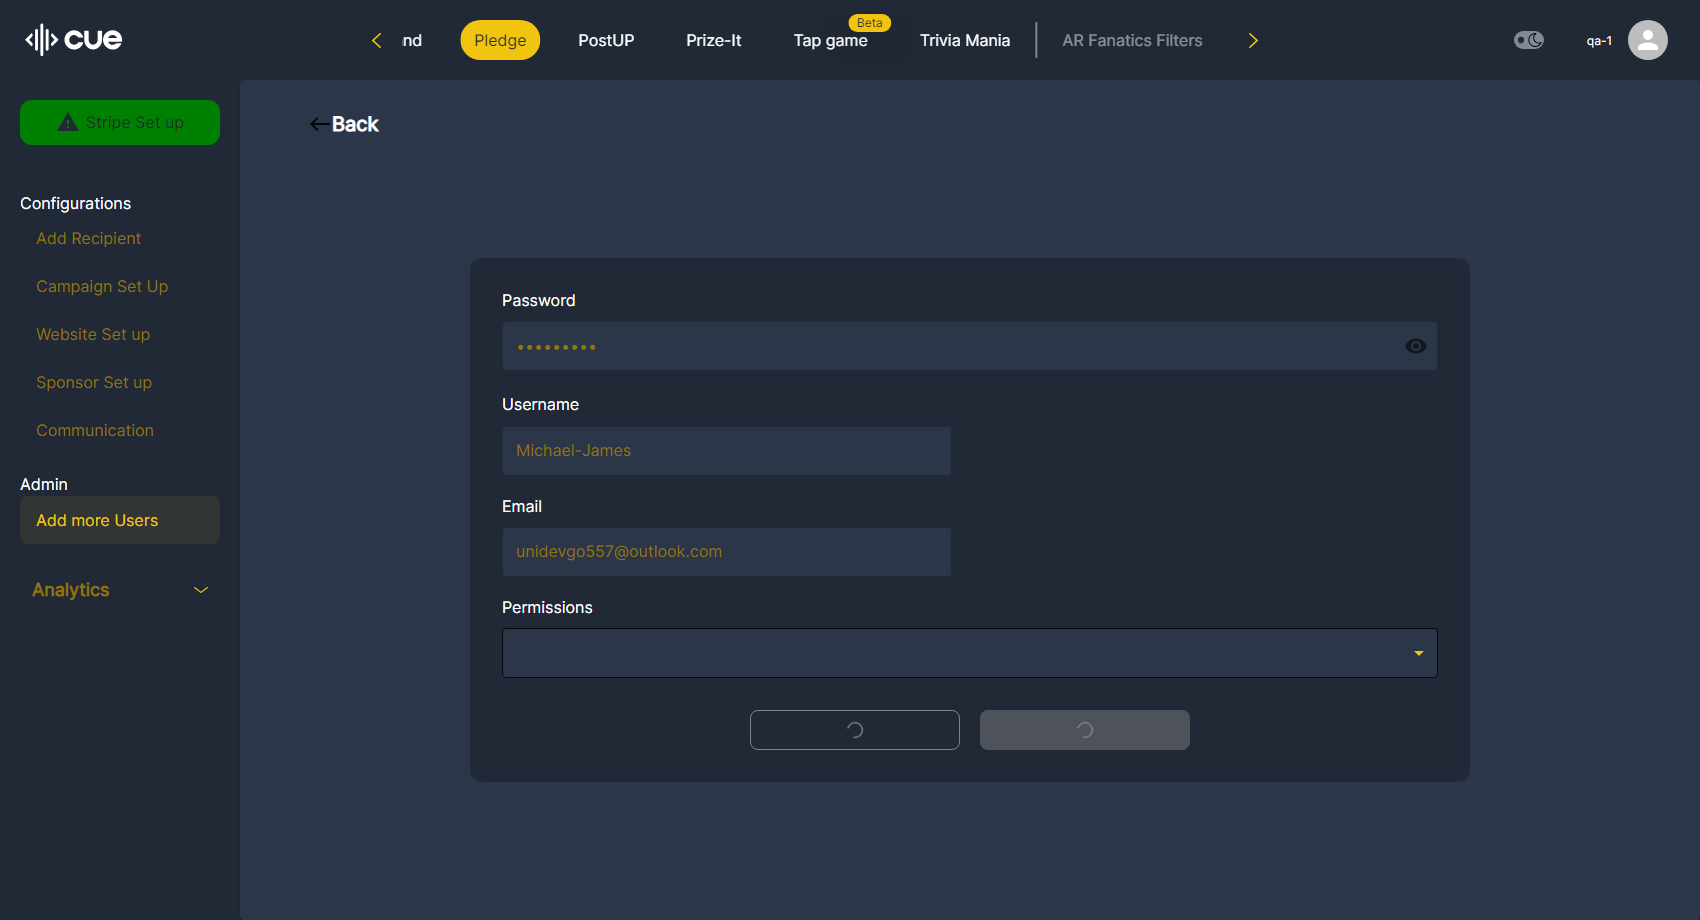 cue
nd
Pledge
PostUP
Prize-It
Beta
Tap game
Trivia Mania
AR Fanatics Filters
qa-1
Stripe Set up
Back
Configurations
Add Recipient
Campaign Set Up
Website Set up
Sponsor Set up
Communication
Admin
Add more Users
Analytics
Password
•••••••••
Username
Michael-James
Email
unidevgo557@outlook.com
Permissions